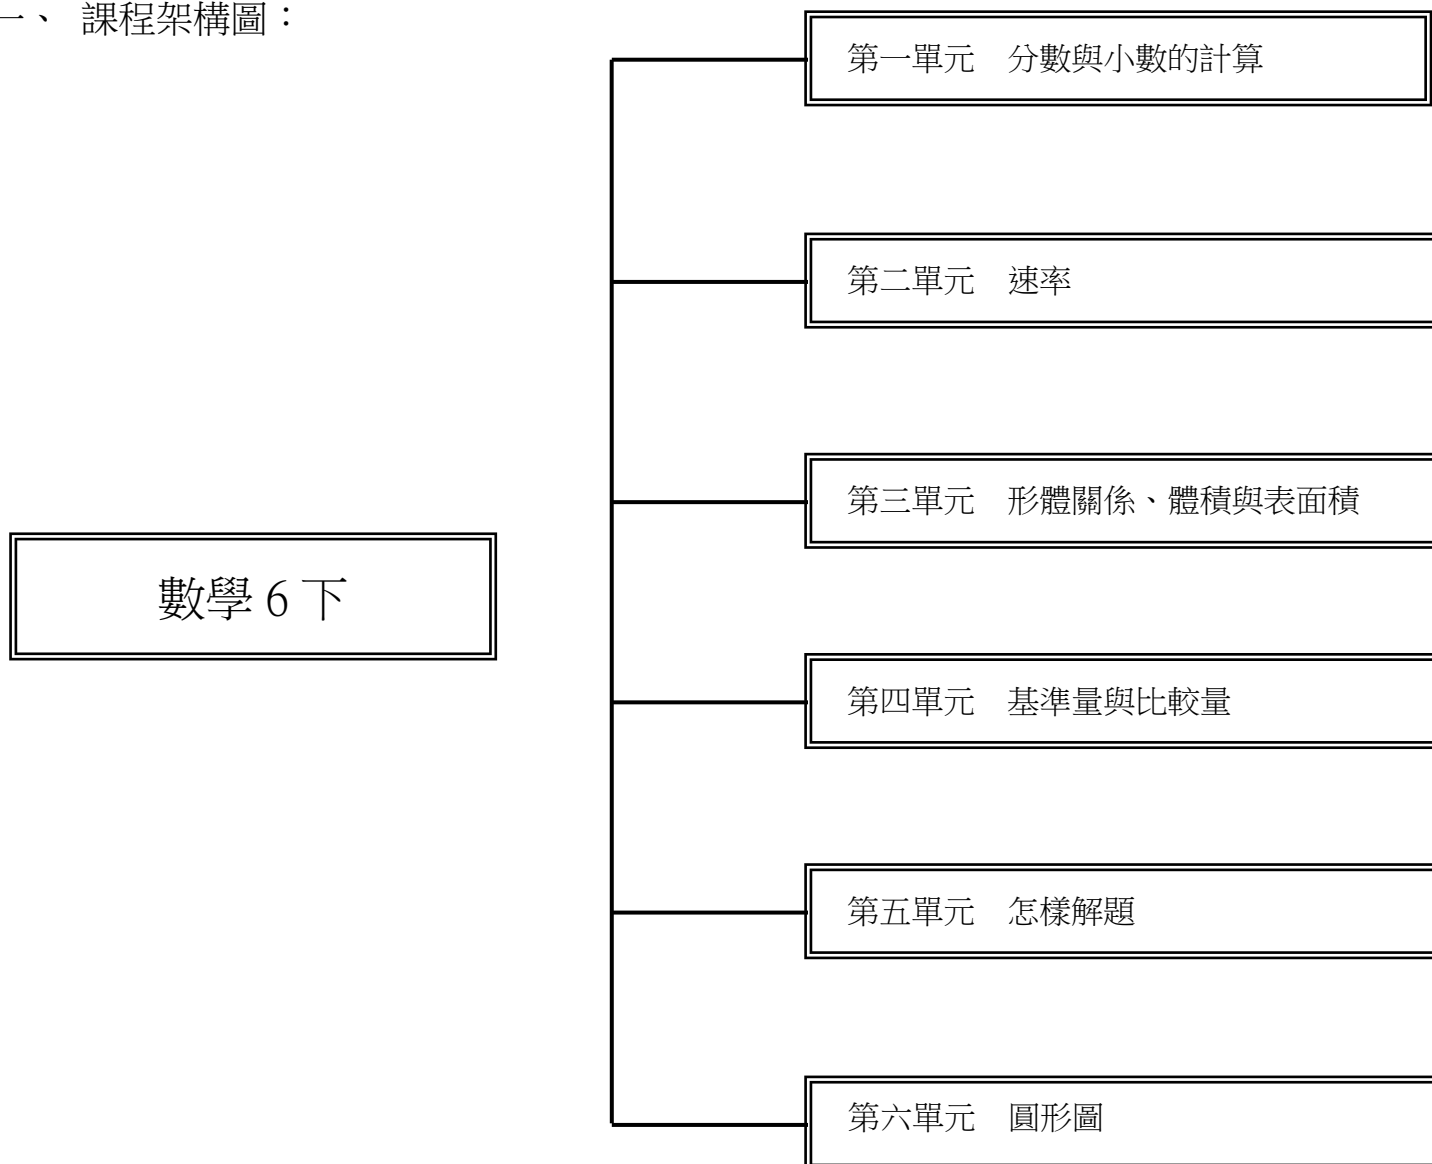 一、 課程架構圖：
第一單元　分數與小數的計算
第二單元　速率
第三單元　形體關係、體積與表面積
數學 6 下
第四單元　基準量與比較量
第五單元　怎樣解題
第六單元　圓形圖